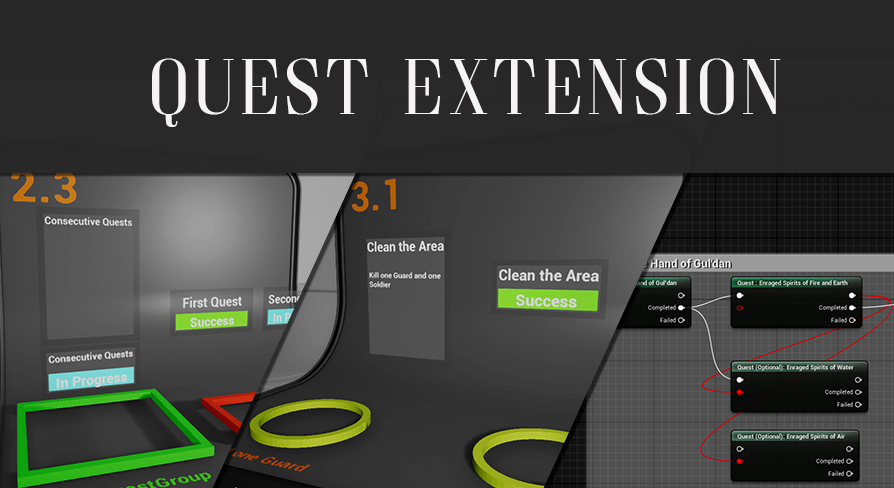 QUEST EXTENSION
2.3
Consecutive Quests
First Quest
Success
In P
Consecutive Quests
In Progress
3.1
Clean the Area
Kill one Guard and one
Soldier
Clean the Area
Success
one Guard
Hand of Gul'dan
Completed
Failed
Quest : Enraged Spirits of Fire and Earth
Completed
Failed
Quest (Optional): Enraged Spirits of Water
Completed
Failed
Quest (Optional): Enraged Spirits of Air
Completed
Failed